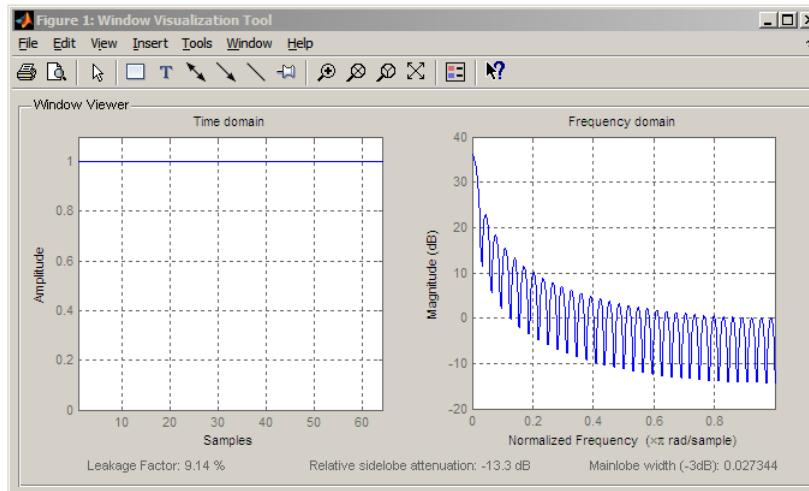 Figure 1: Window Visualization Tool
File Edit View Insert Tools Window Help
Window Viewer
Time domain
1
0.8
0.6
0.4
0.2
0
Amplitude
10 20 30 40 50 60
Samples
Frequency domain
40
30
20
10
0
-10
-20
Magnitude (dB)
0 0.2 0.4 0.6 0.8
Normalized Frequency (×π rad/sample)
Leakage Factor: 9.14 % Relative sidelobe attenuation: -13.3 dB Mainlobe width (-3dB): 0.027344